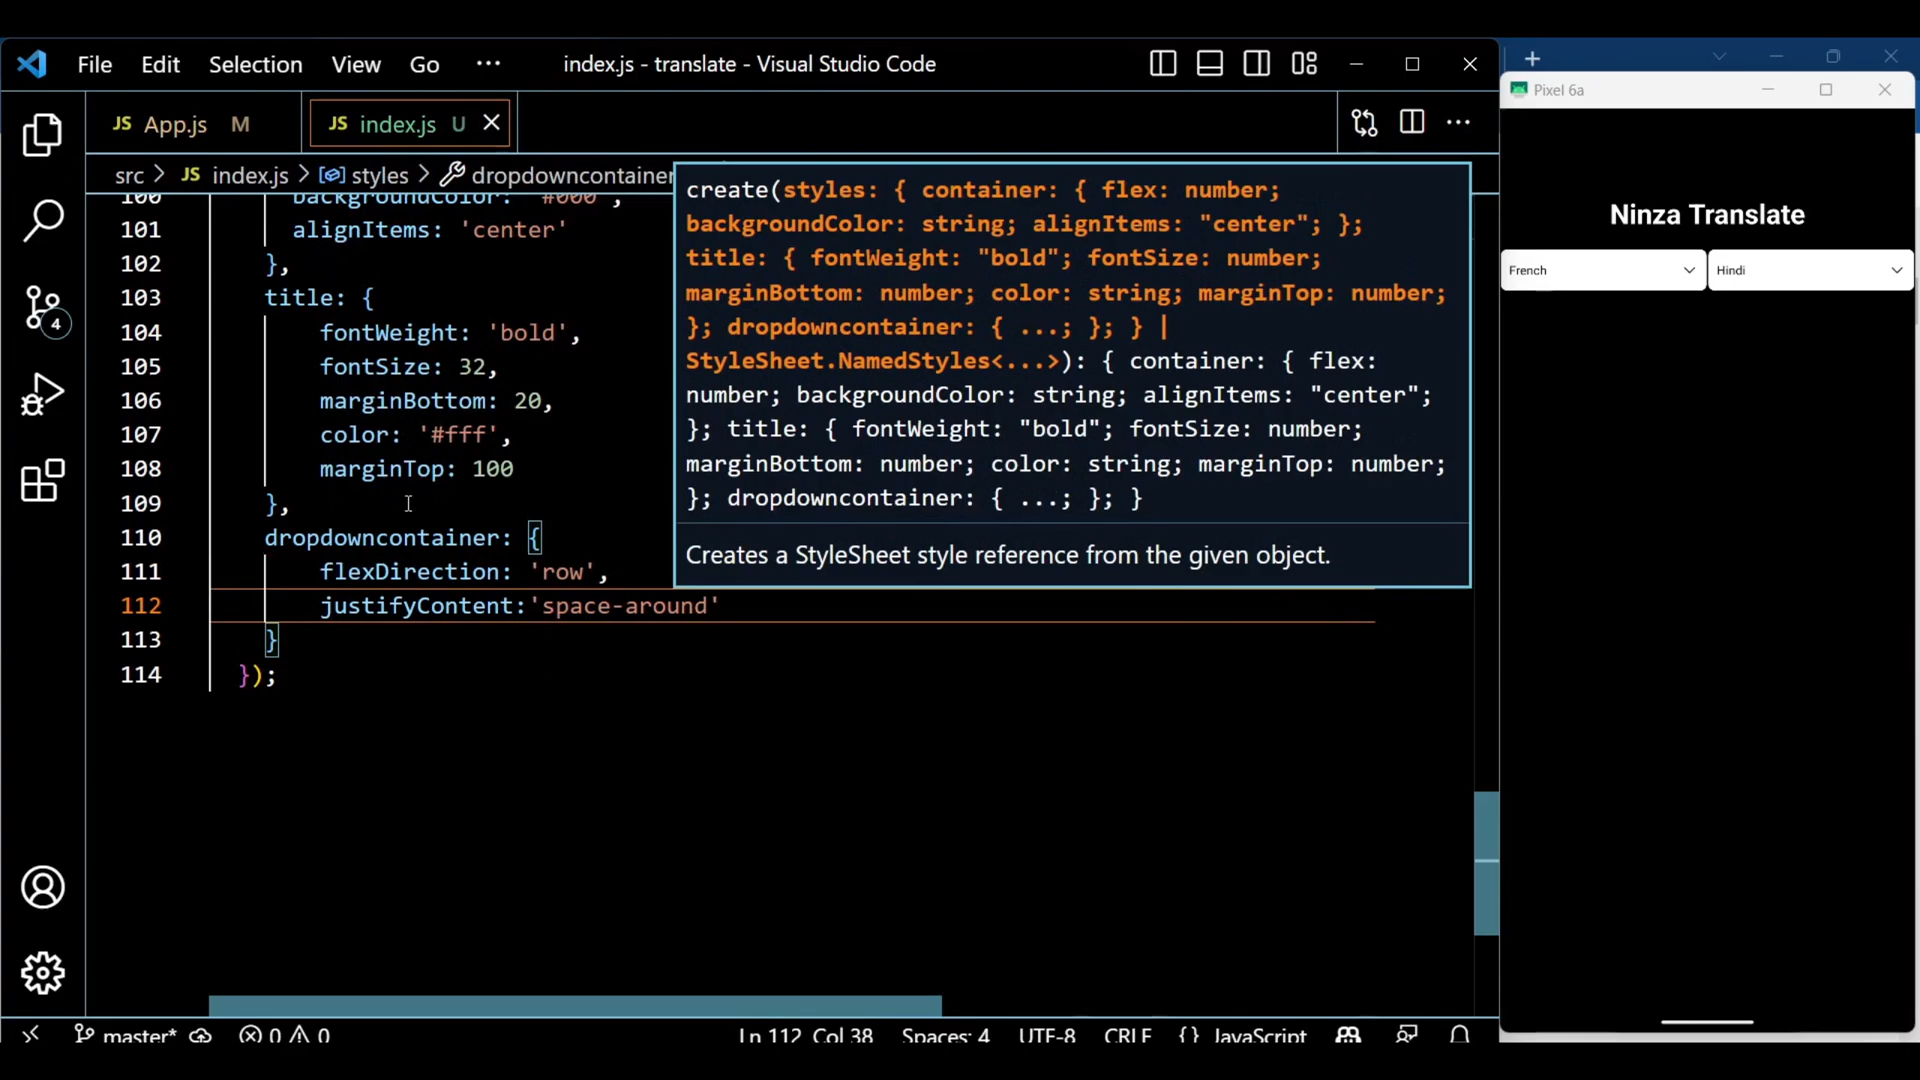 File Edit Selection View Go ··· index.js - translate - Visual Studio Code
Pixel 6a
JS App.js M JS index.js U
src > JS index.js > styles > dropdowncontainer
100 backgroundColor: '#000',
101 alignItems: 'center'
102 },
103 title: {
104 fontWeight: 'bold',
105 fontSize: 32,
106 marginBottom: 20,
107 color: '#fff',
108 marginTop: 100
109 },
110 dropdowncontainer: {
111 flexDirection: 'row',
112 justifyContent:'space-around'
113 }
114 });
create(styles: { container: { flex: number;
backgroundColor: string; alignItems: "center"; };
title: { fontWeight: "bold"; fontSize: number;
marginBottom: number; color: string; marginTop: number;
}; dropdowncontainer: { ...; }; } |
StyleSheet.NamedStyles<...>): { container: { flex:
number; backgroundColor: string; alignItems: "center";
}; title: { fontWeight: "bold"; fontSize: number;
marginBottom: number; color: string; marginTop: number;
}; dropdowncontainer: { ...; }; }
Creates a StyleSheet style reference from the given object.
Ninza Translate
French Hindi
4
master* 0 0 Ln 112, Col 38 Spaces: 4 UTF-8 CRLF {} JavaScript